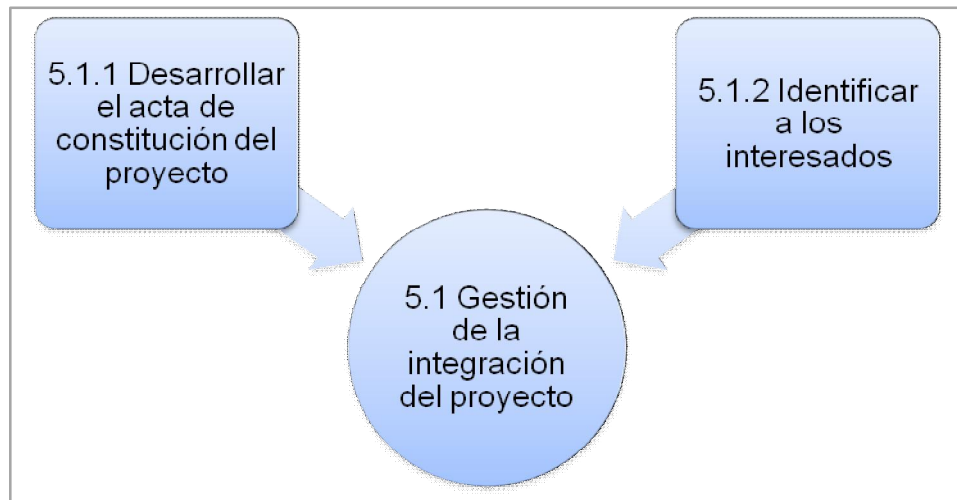 5.1.1 Desarrollar
el acta de
constitución del
proyecto
5.1.2 Identificar
a los
interesados
5.1 Gestión
de la
integración
del proyecto